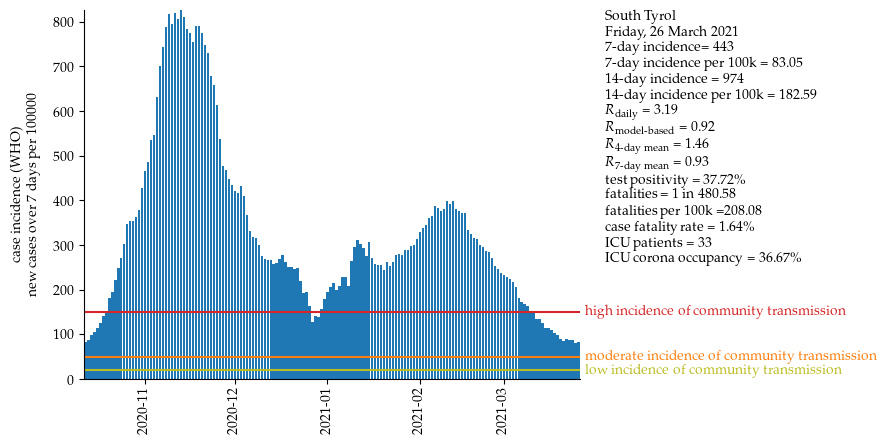 South Tyrol
Friday, 26 March 2021
7-day incidence= 443
7-day incidence per 100k = 83.05
14-day incidence = 974
14-day incidence per 100k = 182.59
R daily = 3.19
R model-based = 0.92
R 4-day mean = 1.46
R 7-day mean = 0.93
test positivity = 37.72%
fatalities = 1 in 480.58
fatalities per 100k =208.08
case fatality rate = 1.64%
ICU patients = 33
ICU corona occupancy = 36.67%
case incidence (WHO)
new cases over 7 days per 100000
800
700
600
500
400
300
200
100
0
high incidence of community transmission
moderate incidence of community transmission
low incidence of community transmission
2020-11
2020-12
2021-01
2021-02
2021-03